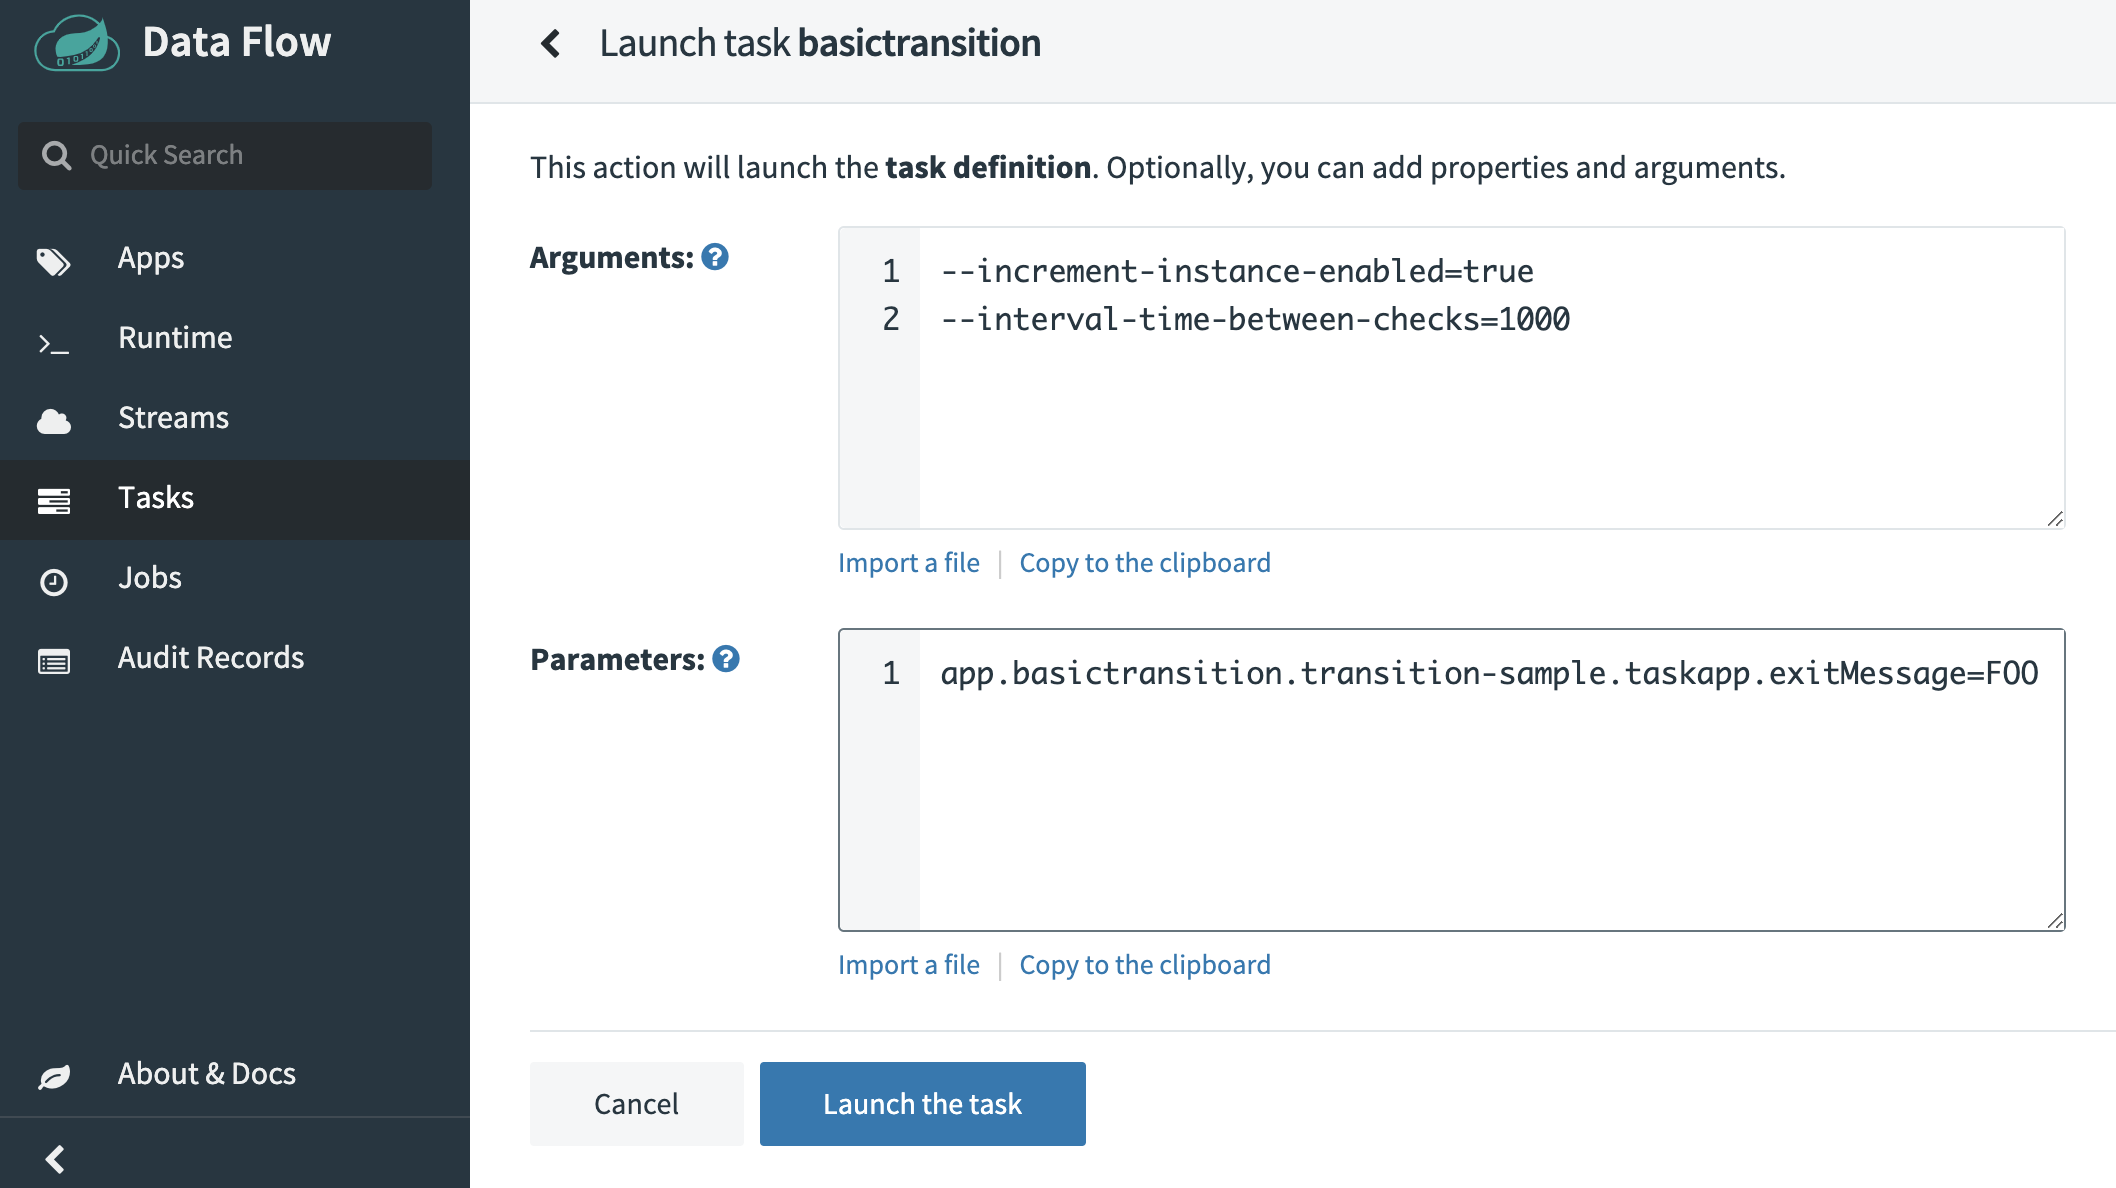 Data Flow
Quick Search
Apps
Runtime
Streams
Tasks
Jobs
Audit Records
About & Docs
Launch task basictransition
This action will launch the task definition. Optionally, you can add properties and arguments.
Arguments: ?
1 --increment-instance-enabled=true
2 --interval-time-between-checks=1000
Import a file | Copy to the clipboard
Parameters: ?
1 app.basictransition.transition-sample.taskapp.exitMessage=FOO
Import a file | Copy to the clipboard
Cancel
Launch the task